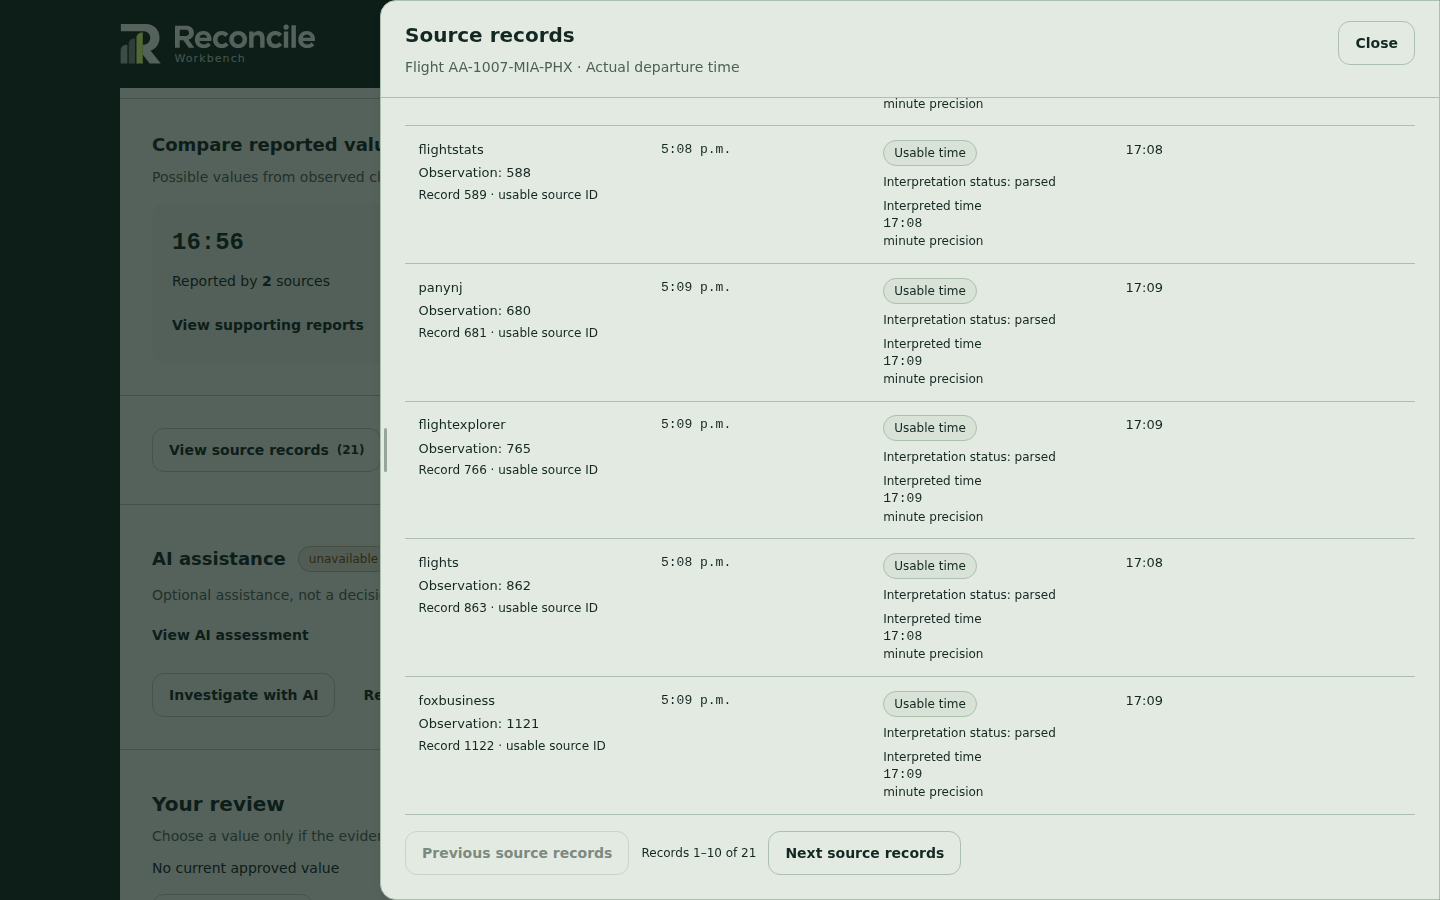 Reconcile
Workbench
Compare reported valu
Possible values from observed cl
16:56
Reported by 2 sources
View supporting reports
View source records (21)
AI assistance unavailable
Optional assistance, not a decisi
View AI assessment
Investigate with AI Re
Your review
Choose a value only if the eviden
No current approved value
Source records
Flight AA-1007-MIA-PHX · Actual departure time
Close
minute precision
flightstats 5:08 p.m. Usable time 17:08
Observation: 588
Record 589 · usable source ID
Interpretation status: parsed
Interpreted time
17:08
minute precision
panynj 5:09 p.m. Usable time 17:09
Observation: 680
Record 681 · usable source ID
Interpretation status: parsed
Interpreted time
17:09
minute precision
flightexplorer 5:09 p.m. Usable time 17:09
Observation: 765
Record 766 · usable source ID
Interpretation status: parsed
Interpreted time
17:09
minute precision
flights 5:08 p.m. Usable time 17:08
Observation: 862
Record 863 · usable source ID
Interpretation status: parsed
Interpreted time
17:08
minute precision
foxbusiness 5:09 p.m. Usable time 17:09
Observation: 1121
Record 1122 · usable source ID
Interpretation status: parsed
Interpreted time
17:09
minute precision
Previous source records Records 1–10 of 21 Next source records